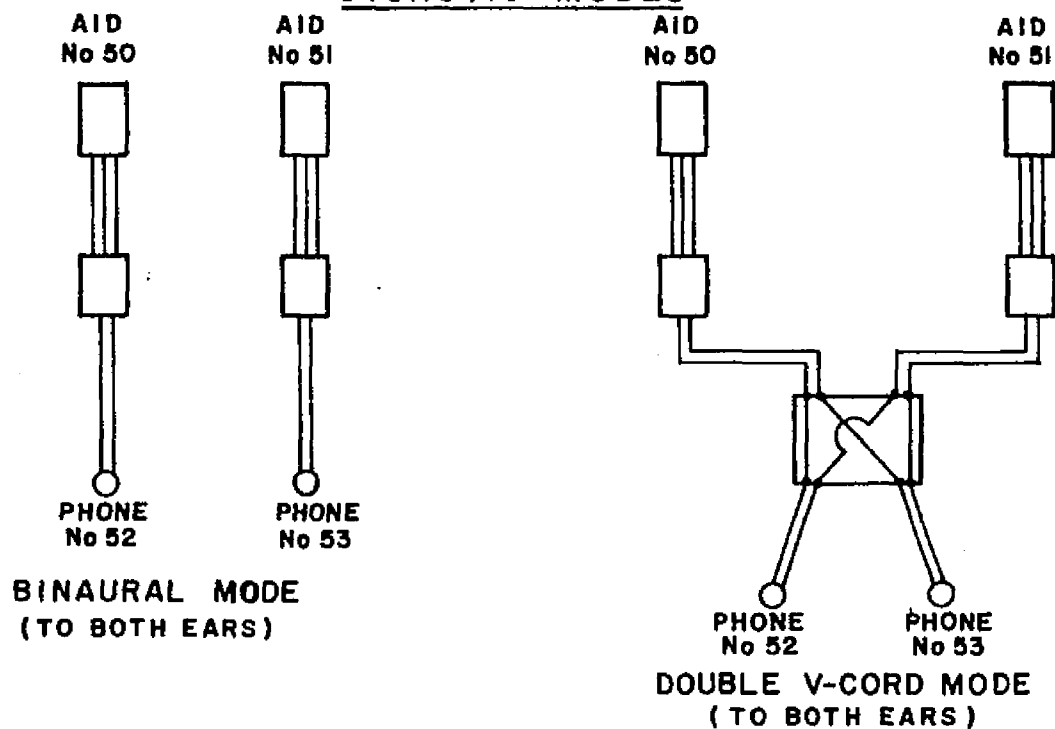 AID
No 50
AID
No 51
AID
No 50
AID
No 51
PHONE
No 52
PHONE
No 53
BINAURAL MODE
(TO BOTH EARS)
PHONE
No 52
PHONE
No 53
DOUBLE V-CORD MODE
(TO BOTH EARS)